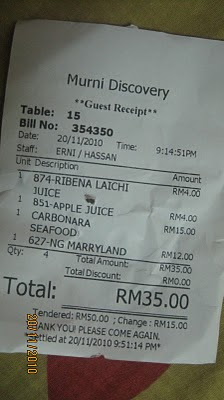 Murni Discovery
**Guest Receipt**
Table: 15
Bill No: 354350
Date: 20/11/2010 Time: 9:14:51PM
Staff: ERNI / HASSAN
Unit Description Amount
1 874-RIBENA LAICHI RM4.00
JUICE
1 851-APPLE JUICE RM4.00
1 CARBONARA RM15.00
SEAFOOD
1 627-NG MARRYLAND RM12.00
Qty: 4 Total Amount: RM35.00
Total Discount: RM0.00
Total: RM35.00
Tendered: RM50.00 ; Change : RM15.00
THANK YOU PLEASE COME AGAIN.
**Settled at 20/11/2010 9:51:14 PM**
20/11/2010